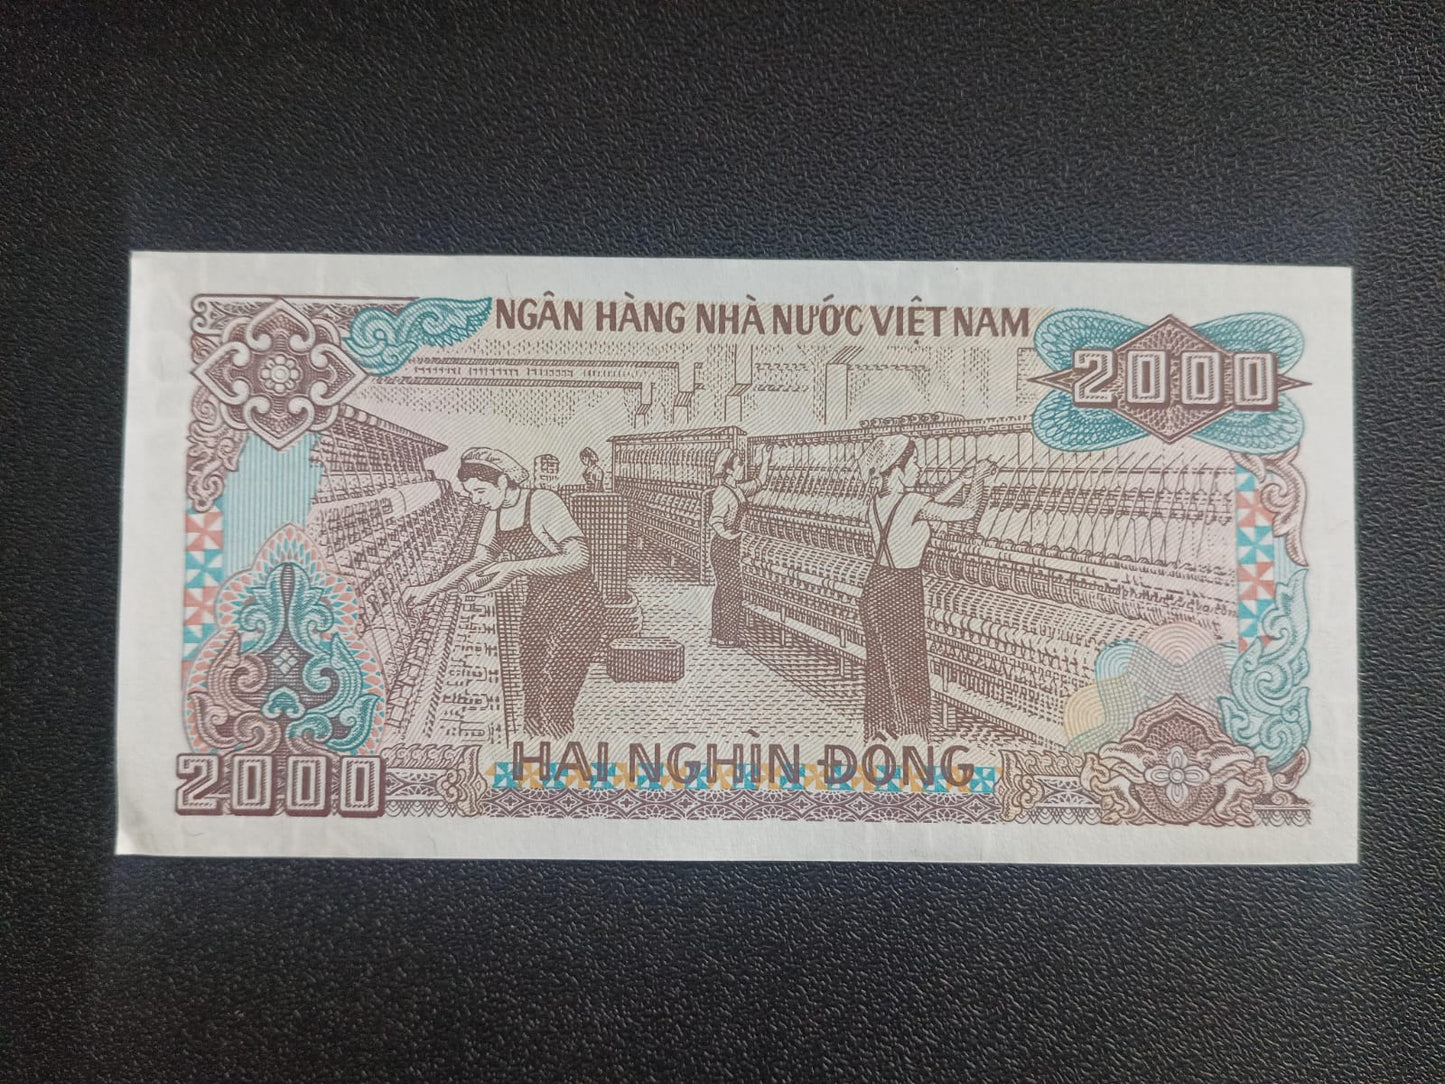 NGÂN HÀNG NHÀ NƯỚC VIỆT NAM
2000
2000
HAI NGHÌN ĐỒNG